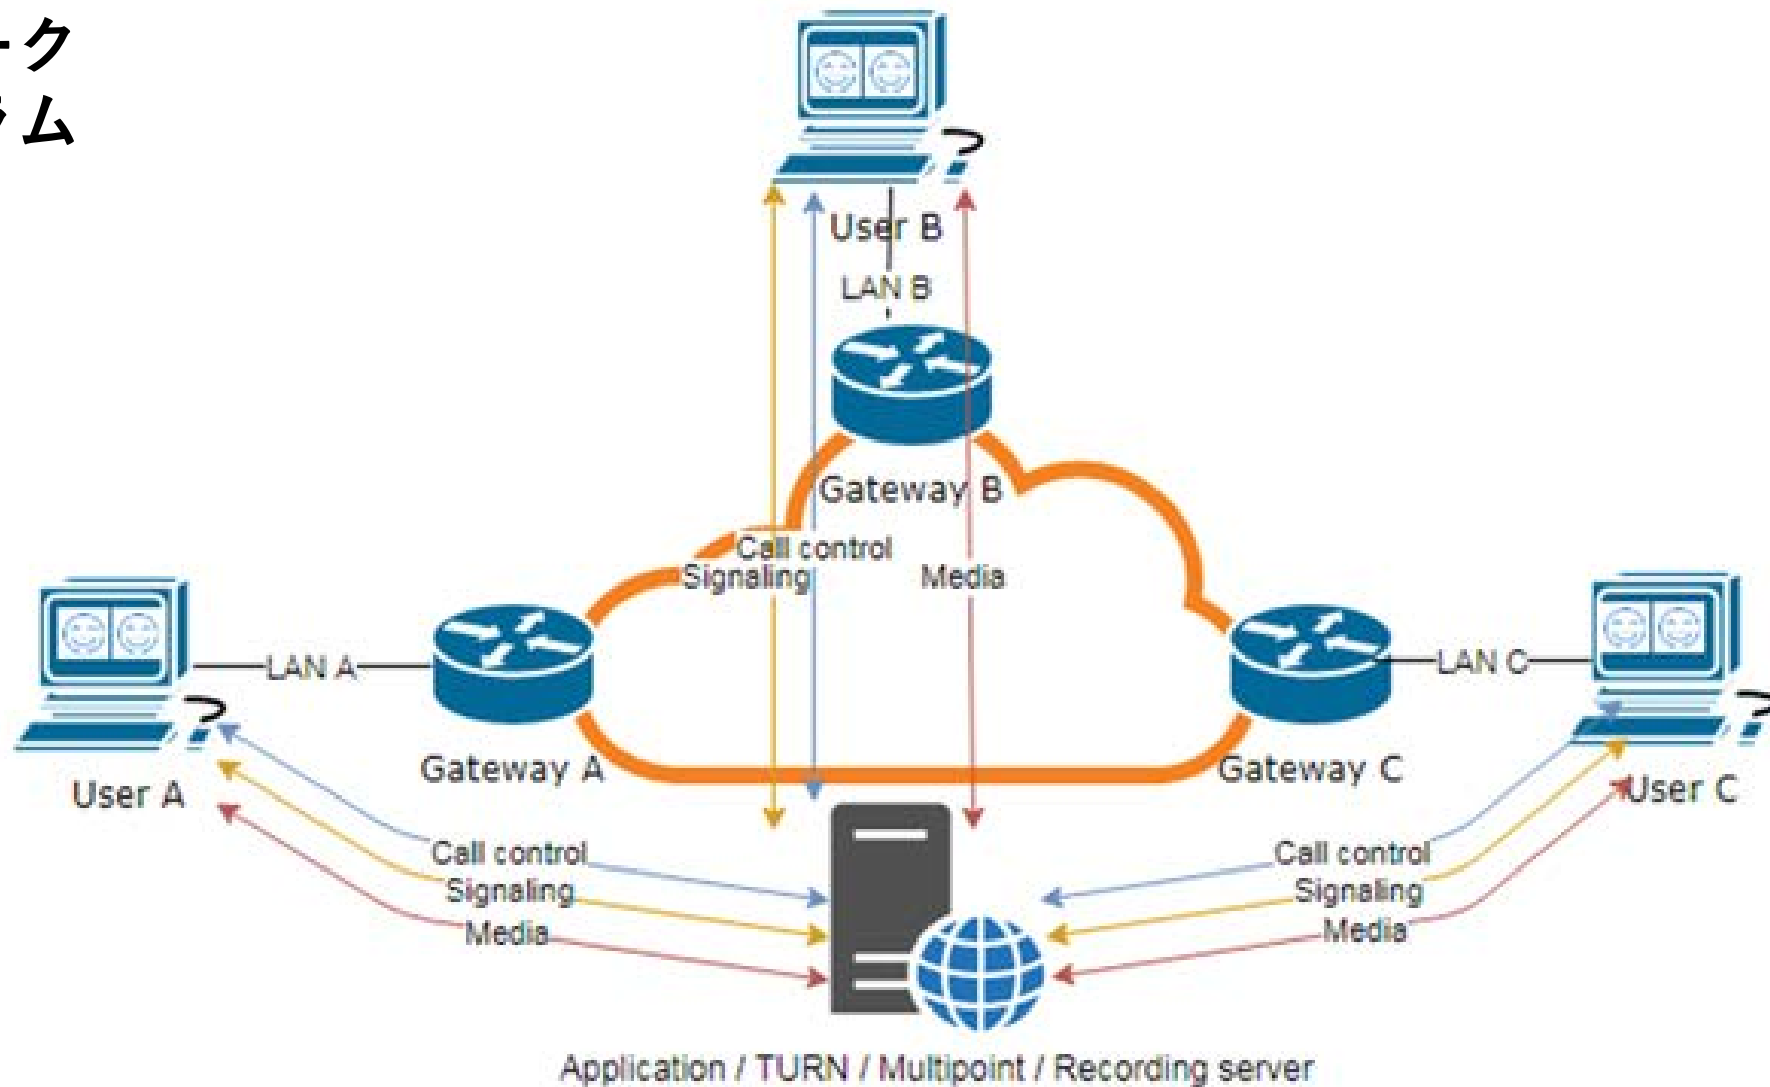 ーク
ラム
User B
LAN B
Gateway B
Call control
Signaling
Media
LAN A
LAN C
Gateway A
Gateway C
User A
User C
Call control
Signaling
Media
Call control
Signaling
Media
Application / TURN / Multipoint / Recording server